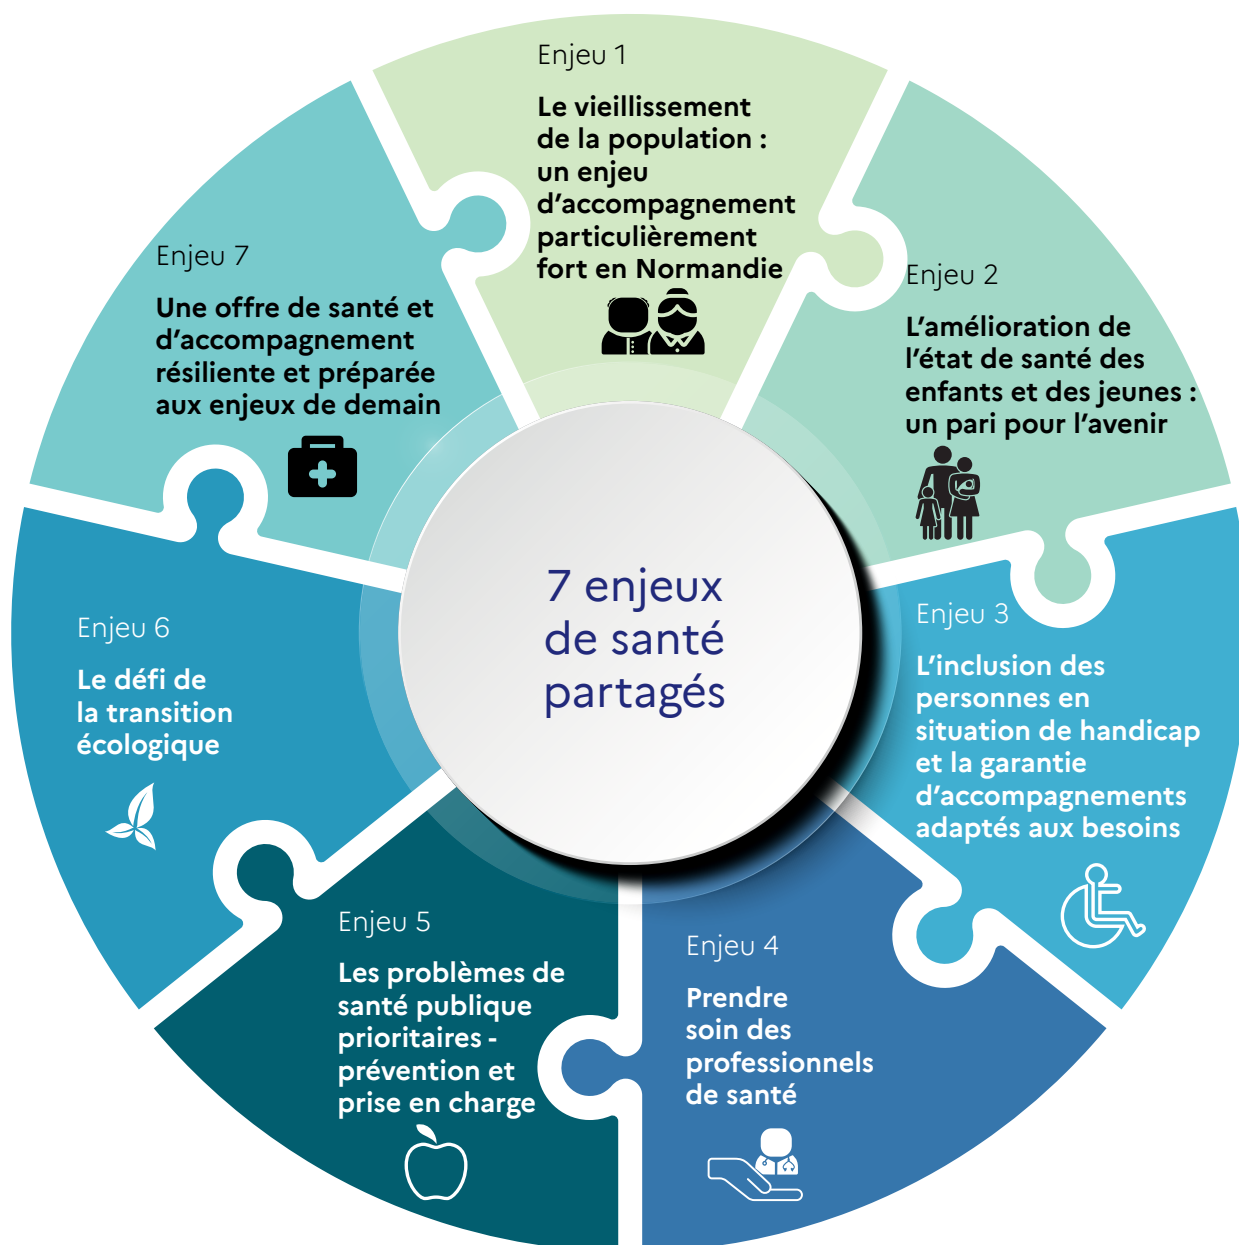 Enjeu 1
Le vieillissement
de la population :
un enjeu
d’accompagnement
particulièrement
fort en Normandie
Enjeu 2
L’amélioration de
l’état de santé des
enfants et des jeunes :
un pari pour l’avenir
Enjeu 3
L’inclusion des
personnes en
situation de handicap
et la garantie
d’accompagnements
adaptés aux besoins
Enjeu 4
Prendre
soin des
professionnels
de santé
Enjeu 5
Les problèmes de
santé publique
prioritaires -
prévention et
prise en charge
Enjeu 6
Le défi de
la transition
écologique
Enjeu 7
Une offre de santé et
d’accompagnement
résiliente et préparée
aux enjeux de demain
7 enjeux
de santé
partagés